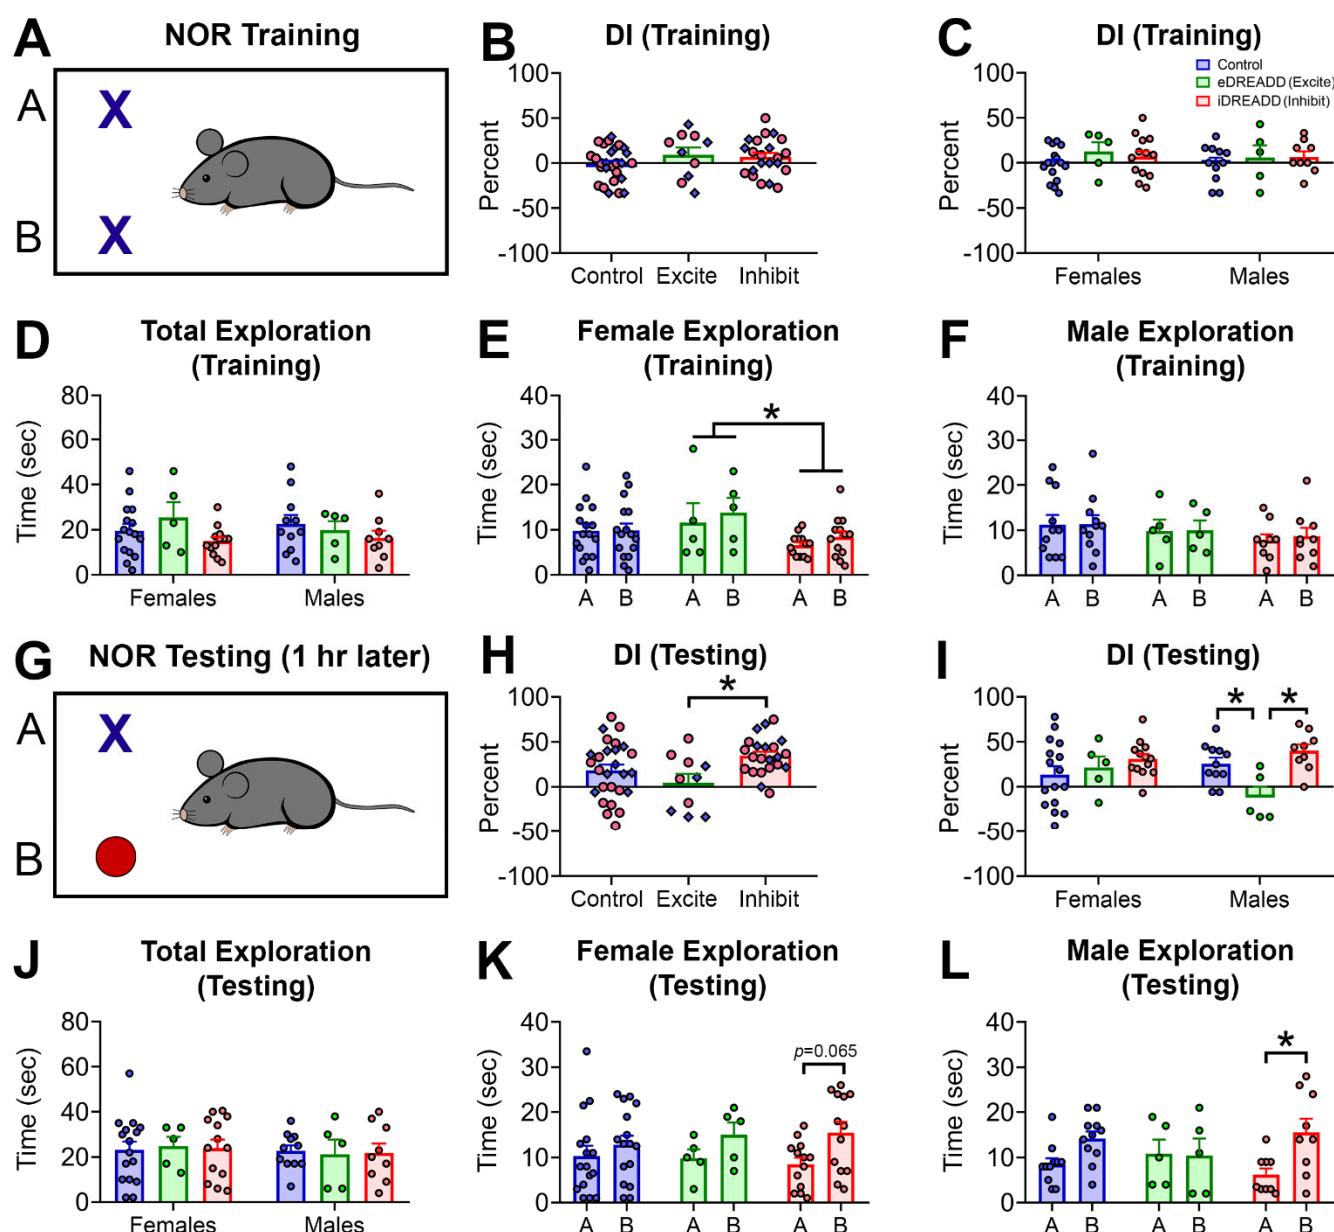 A NOR Training
A X
B X
B DI (Training)
Percent
100
50
0
-50
-100
Control Excite Inhibit
C DI (Training)
Control
eDREADD (Excite)
iDREADD (Inhibit)
Percent
100
50
0
-50
-100
Females Males
D Total Exploration
(Training)
Time (sec)
80
60
40
20
0
Females Males
E Female Exploration
(Training)
Time (sec)
40
30
20
10
0
*
A B A B A B
F Male Exploration
(Training)
Time (sec)
40
30
20
10
0
A B A B A B
G NOR Testing (1 hr later)
A X
B
H DI (Testing)
Percent
100
50
0
-50
-100
*
Control Excite Inhibit
I DI (Testing)
Percent
100
50
0
-50
-100
* *
Females Males
J Total Exploration
(Testing)
Time (sec)
80
60
40
20
0
Females Males
K Female Exploration
(Testing)
Time (sec)
40
30
20
10
0
p=0.065
A B A B A B
L Male Exploration
(Testing)
Time (sec)
40
30
20
10
0
*
A B A B A B